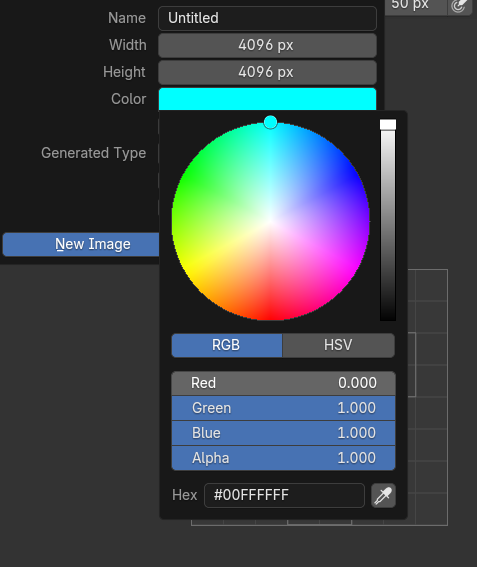 50 px
Name Untitled
Width 4096 px
Height 4096 px
Color
Generated Type
New Image
RGB HSV
Red 0.000
Green 1.000
Blue 1.000
Alpha 1.000
Hex #00FFFFFF